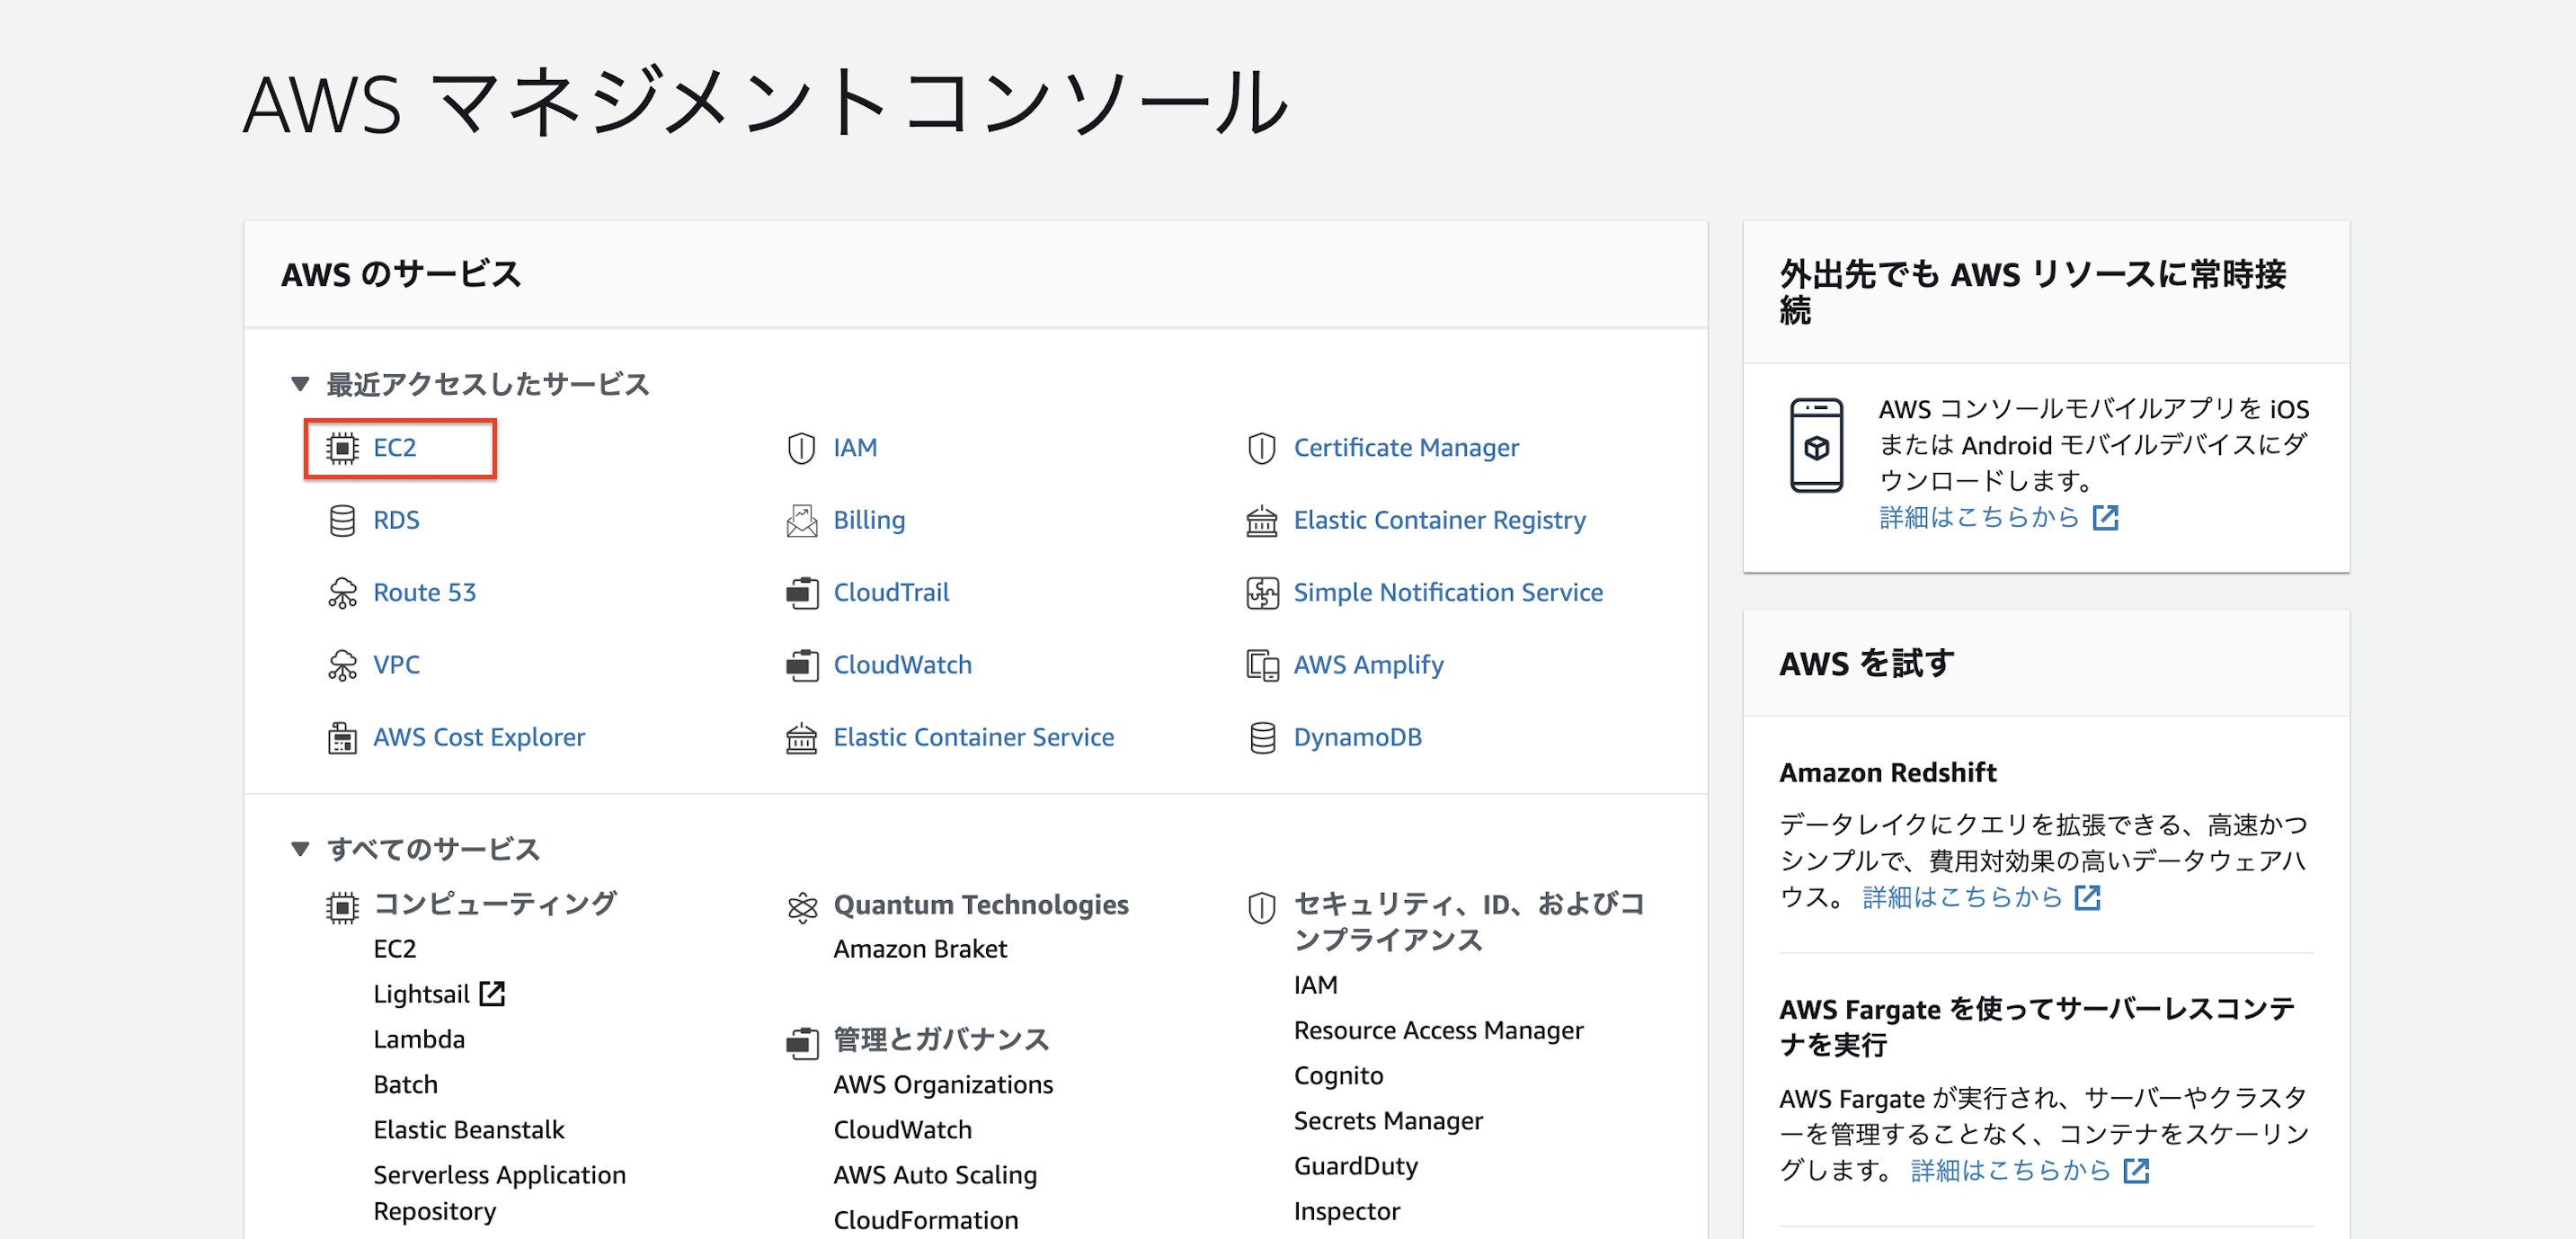 AWS マネジメントコンソール
AWS のサービス
最近アクセスしたサービス
EC2
IAM
Certificate Manager
RDS
Billing
Elastic Container Registry
Route 53
CloudTrail
Simple Notification Service
VPC
CloudWatch
AWS Amplify
AWS Cost Explorer
Elastic Container Service
DynamoDB
すべてのサービス
コンピューティング
EC2
Lightsail
Lambda
Batch
Elastic Beanstalk
Serverless Application
Repository
Quantum Technologies
Amazon Braket
管理とガバナンス
AWS Organizations
CloudWatch
AWS Auto Scaling
CloudFormation
セキュリティ、ID、およびコ
ンプライアンス
IAM
Resource Access Manager
Cognito
Secrets Manager
GuardDuty
Inspector
外出先でも AWS リソースに常時接
続
AWS コンソールモバイルアプリを iOS
または Android モバイルデバイスにダ
ウンロードします。
詳細はこちらから
AWS を試す
Amazon Redshift
データレイクにクエリを拡張できる、高速かつ
シンプルで、費用対効果の高いデータウェアハ
ウス。 詳細はこちらから
AWS Fargate を使ってサーバーレスコンテ
ナを実行
AWS Fargate が実行され、サーバーやクラスタ
ーを管理することなく、コンテナをスケーリン
グします。 詳細はこちらから